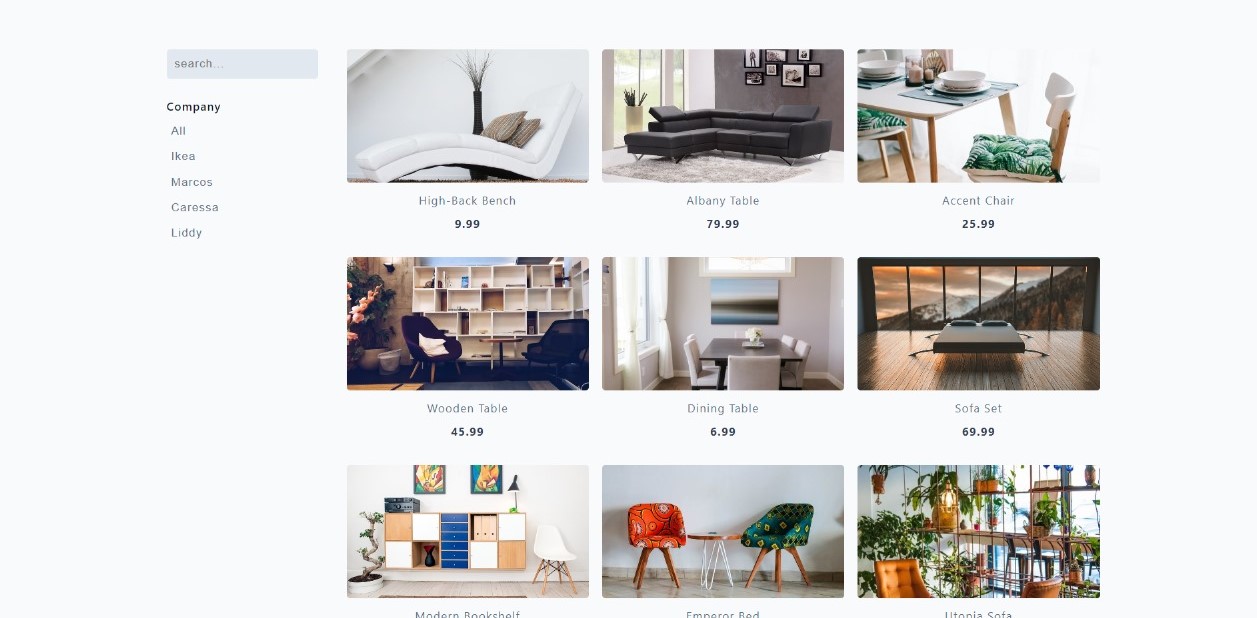 search...
Company
All
Ikea
Marcos
Caressa
Liddy
High-Back Bench
9.99
Albany Table
79.99
Accent Chair
25.99
Wooden Table
45.99
Dining Table
6.99
Sofa Set
69.99
Modern Bookshelf
Emperor Bed
Utopia Sofa